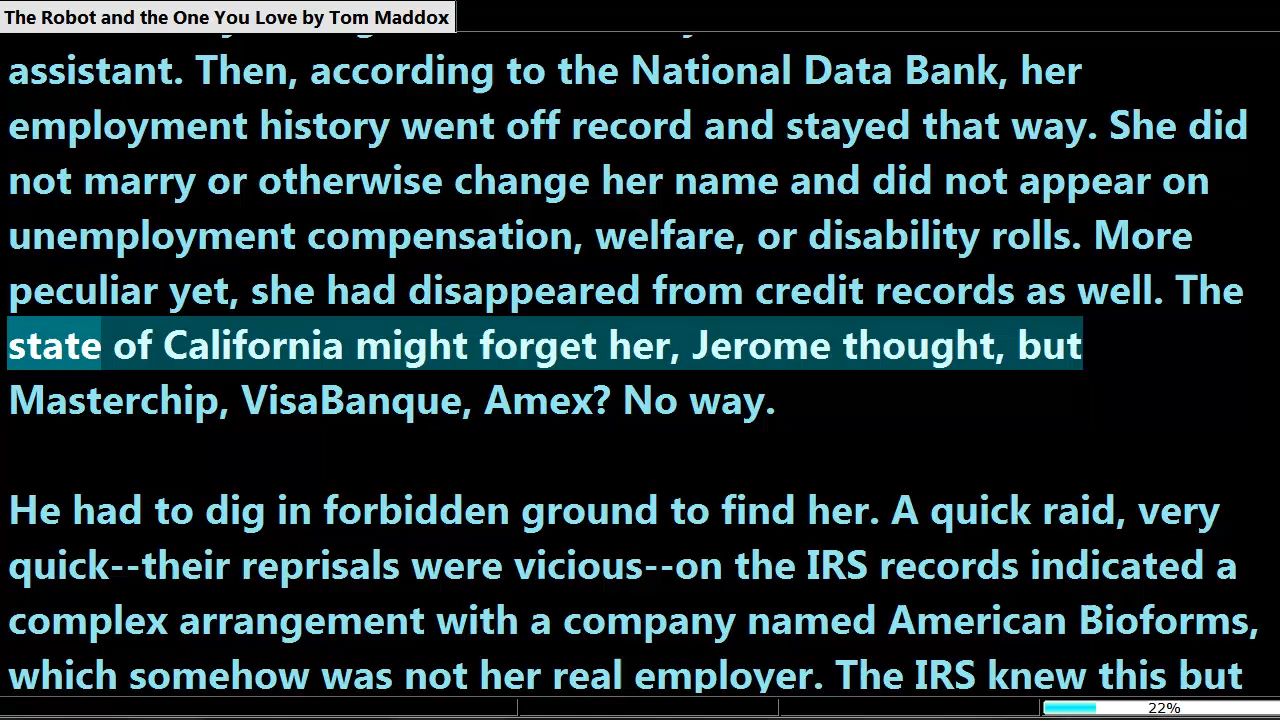 The Robot and the One You Love by Tom Maddox
assistant. Then, according to the National Data Bank, her
employment history went off record and stayed that way. She did
not marry or otherwise change her name and did not appear on
unemployment compensation, welfare, or disability rolls. More
peculiar yet, she had disappeared from credit records as well. The
state of California might forget her, Jerome thought, but
Masterchip, VisaBanque, Amex? No way.
He had to dig in forbidden ground to find her. A quick raid, very
quick--their reprisals were vicious--on the IRS records indicated a
complex arrangement with a company named American Bioforms,
which somehow was not her real employer. The IRS knew this but
22%